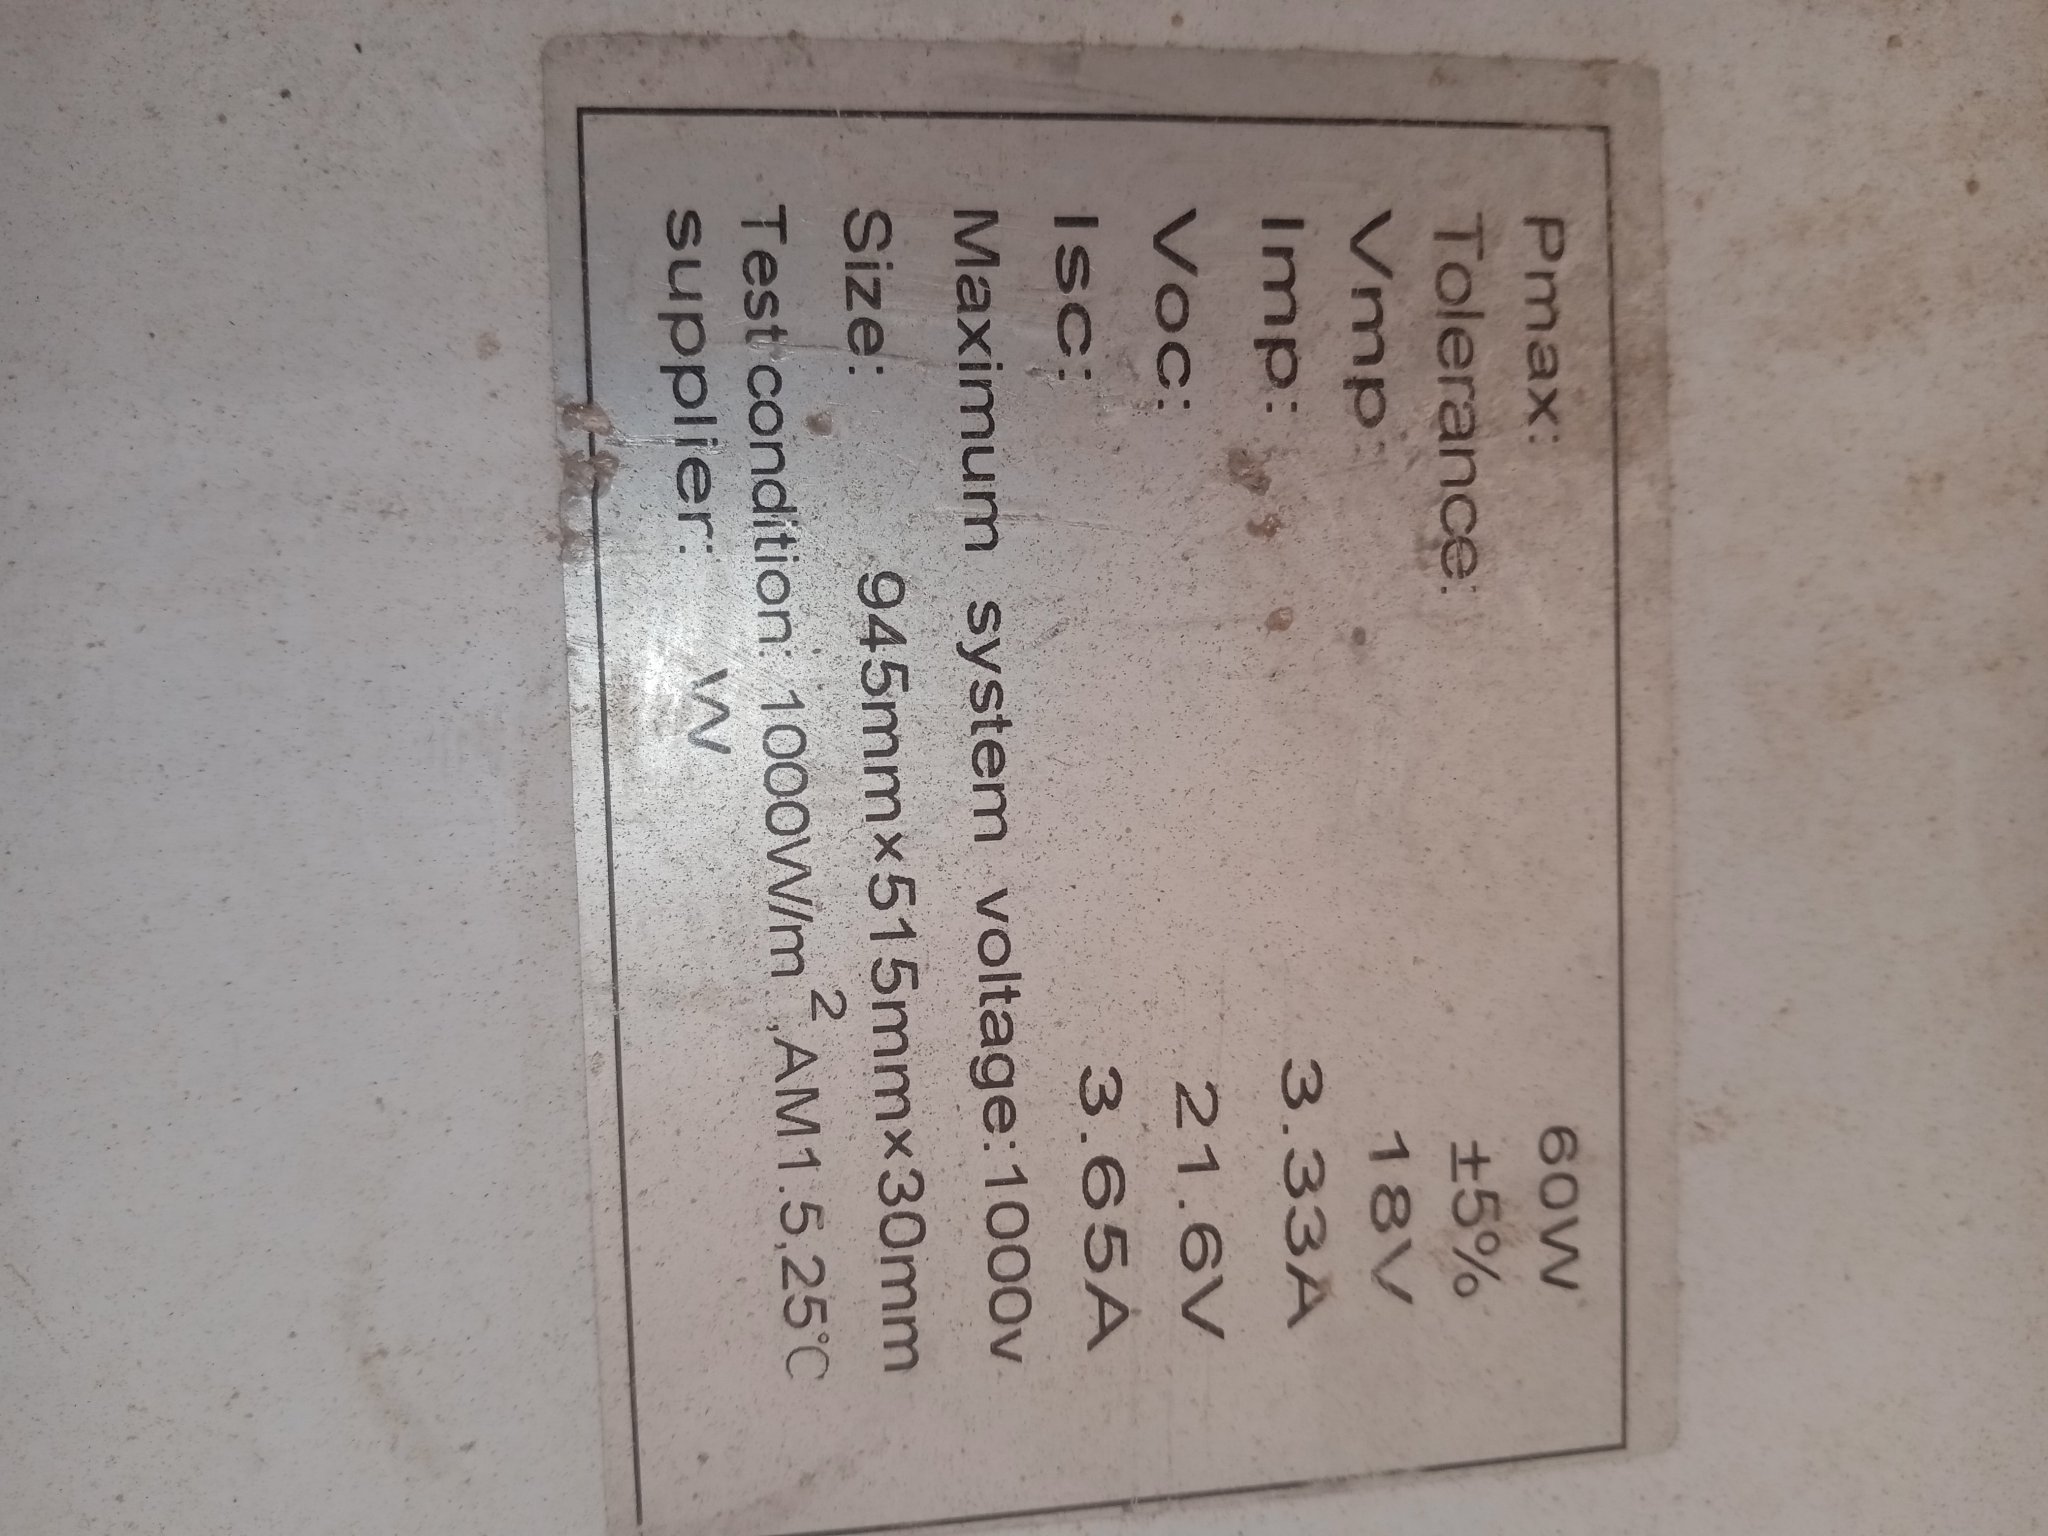 Pmax: 60W
Tolerance: ±5%
Vmp: 18V
Imp: 3.33A
Voc: 21.6V
Isc: 3.65A
Maximum system voltage:1000v
Size: 945mm×515mm×30mm
Test condition: 1000W/m²,AM1.5,25℃
supplier: W